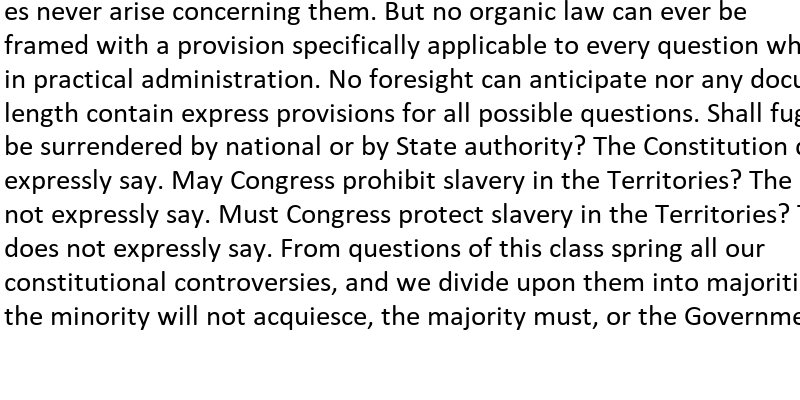 es never arise concerning them. But no organic law can ever be
framed with a provision specifically applicable to every question wh
in practical administration. No foresight can anticipate nor any docu
length contain express provisions for all possible questions. Shall fug
be surrendered by national or by State authority? The Constitution
expressly say. May Congress prohibit slavery in the Territories? The
not expressly say. Must Congress protect slavery in the Territories?
does not expressly say. From questions of this class spring all our
constitutional controversies, and we divide upon them into majoriti
the minority will not acquiesce, the majority must, or the Governme